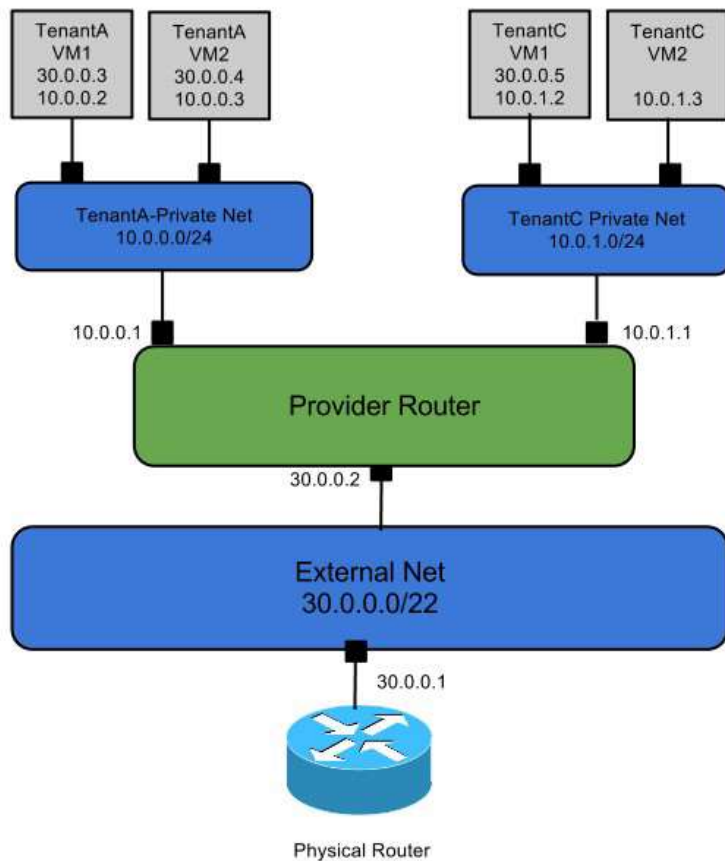 TenantA
VM1
30.0.0.3
10.0.0.2
TenantA
VM2
30.0.0.4
10.0.0.3
TenantC
VM1
30.0.0.5
10.0.1.2
TenantC
VM2
10.0.1.3
TenantA-Private Net
10.0.0.0/24
TenantC Private Net
10.0.1.0/24
10.0.0.1
10.0.1.1
Provider Router
30.0.0.2
External Net
30.0.0.0/22
30.0.0.1
Physical Router